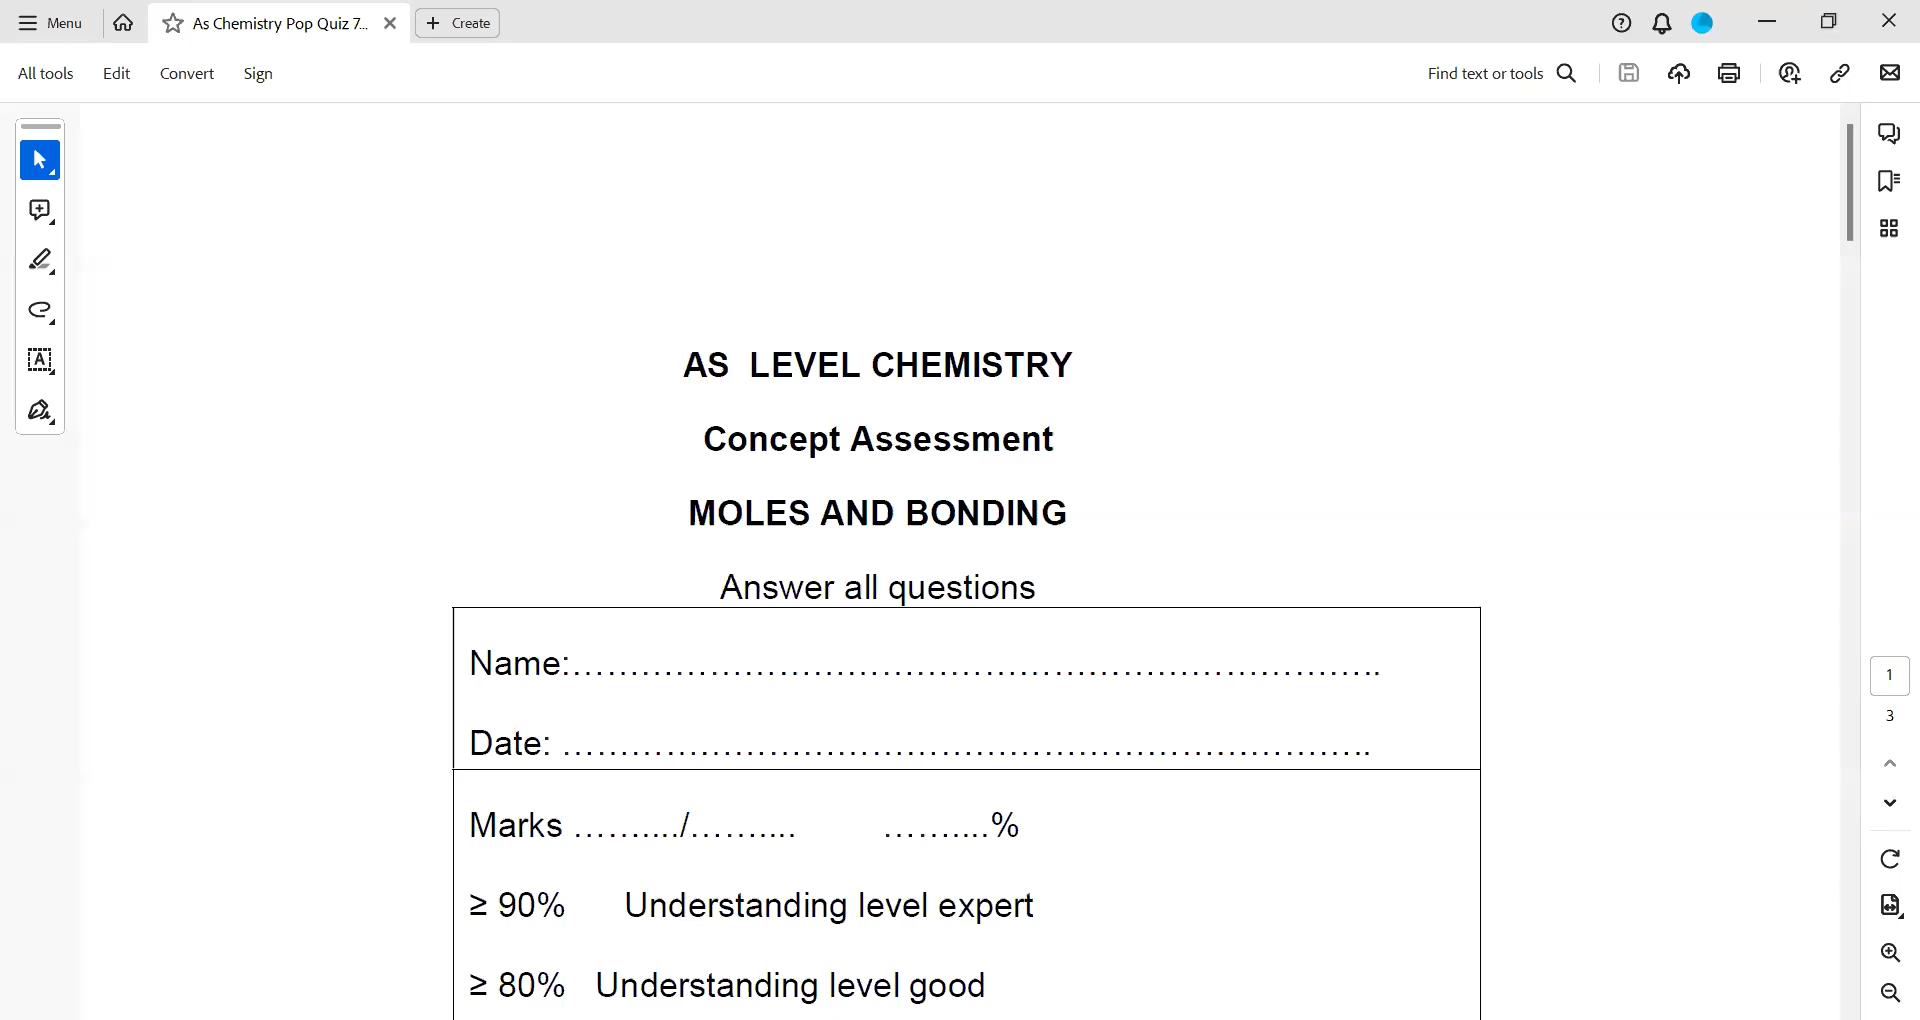 Menu
As Chemistry Pop Quiz 7...
Create
All tools Edit Convert Sign
Find text or tools
AS LEVEL CHEMISTRY
Concept Assessment
MOLES AND BONDING
Answer all questions
Name:……………………………………………………………….
Date: ……………………………………………………………..
Marks ……..../……....   ……....%
≥ 90% Understanding level expert
≥ 80% Understanding level good
1
3